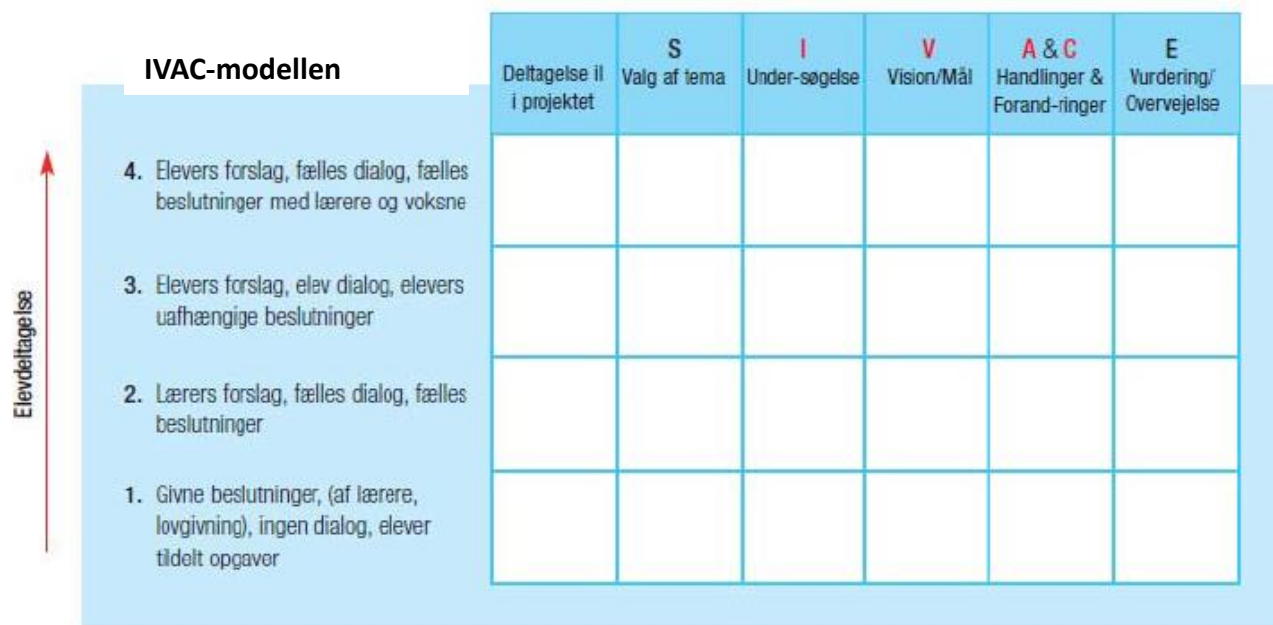 IVAC-modellen
Deltagelse il
i projektet
S
Valg af tema
I
Under-søgelse
V
Vision/Mål
A & C
Handlinger &
Forand-ringer
E
Vurdering/
Overvejelse
4. Elevers forslag, fælles dialog, fælles
beslutninger med lærere og voksne
3. Elevers forslag, elev dialog, elevers
uafhængige beslutninger
2. Lærers forslag, fælles dialog, fælles
beslutninger
1. Givne beslutninger, (af lærere,
lovgivning), ingen dialog, elever
tildelt opgaver
Elevdeltagelse